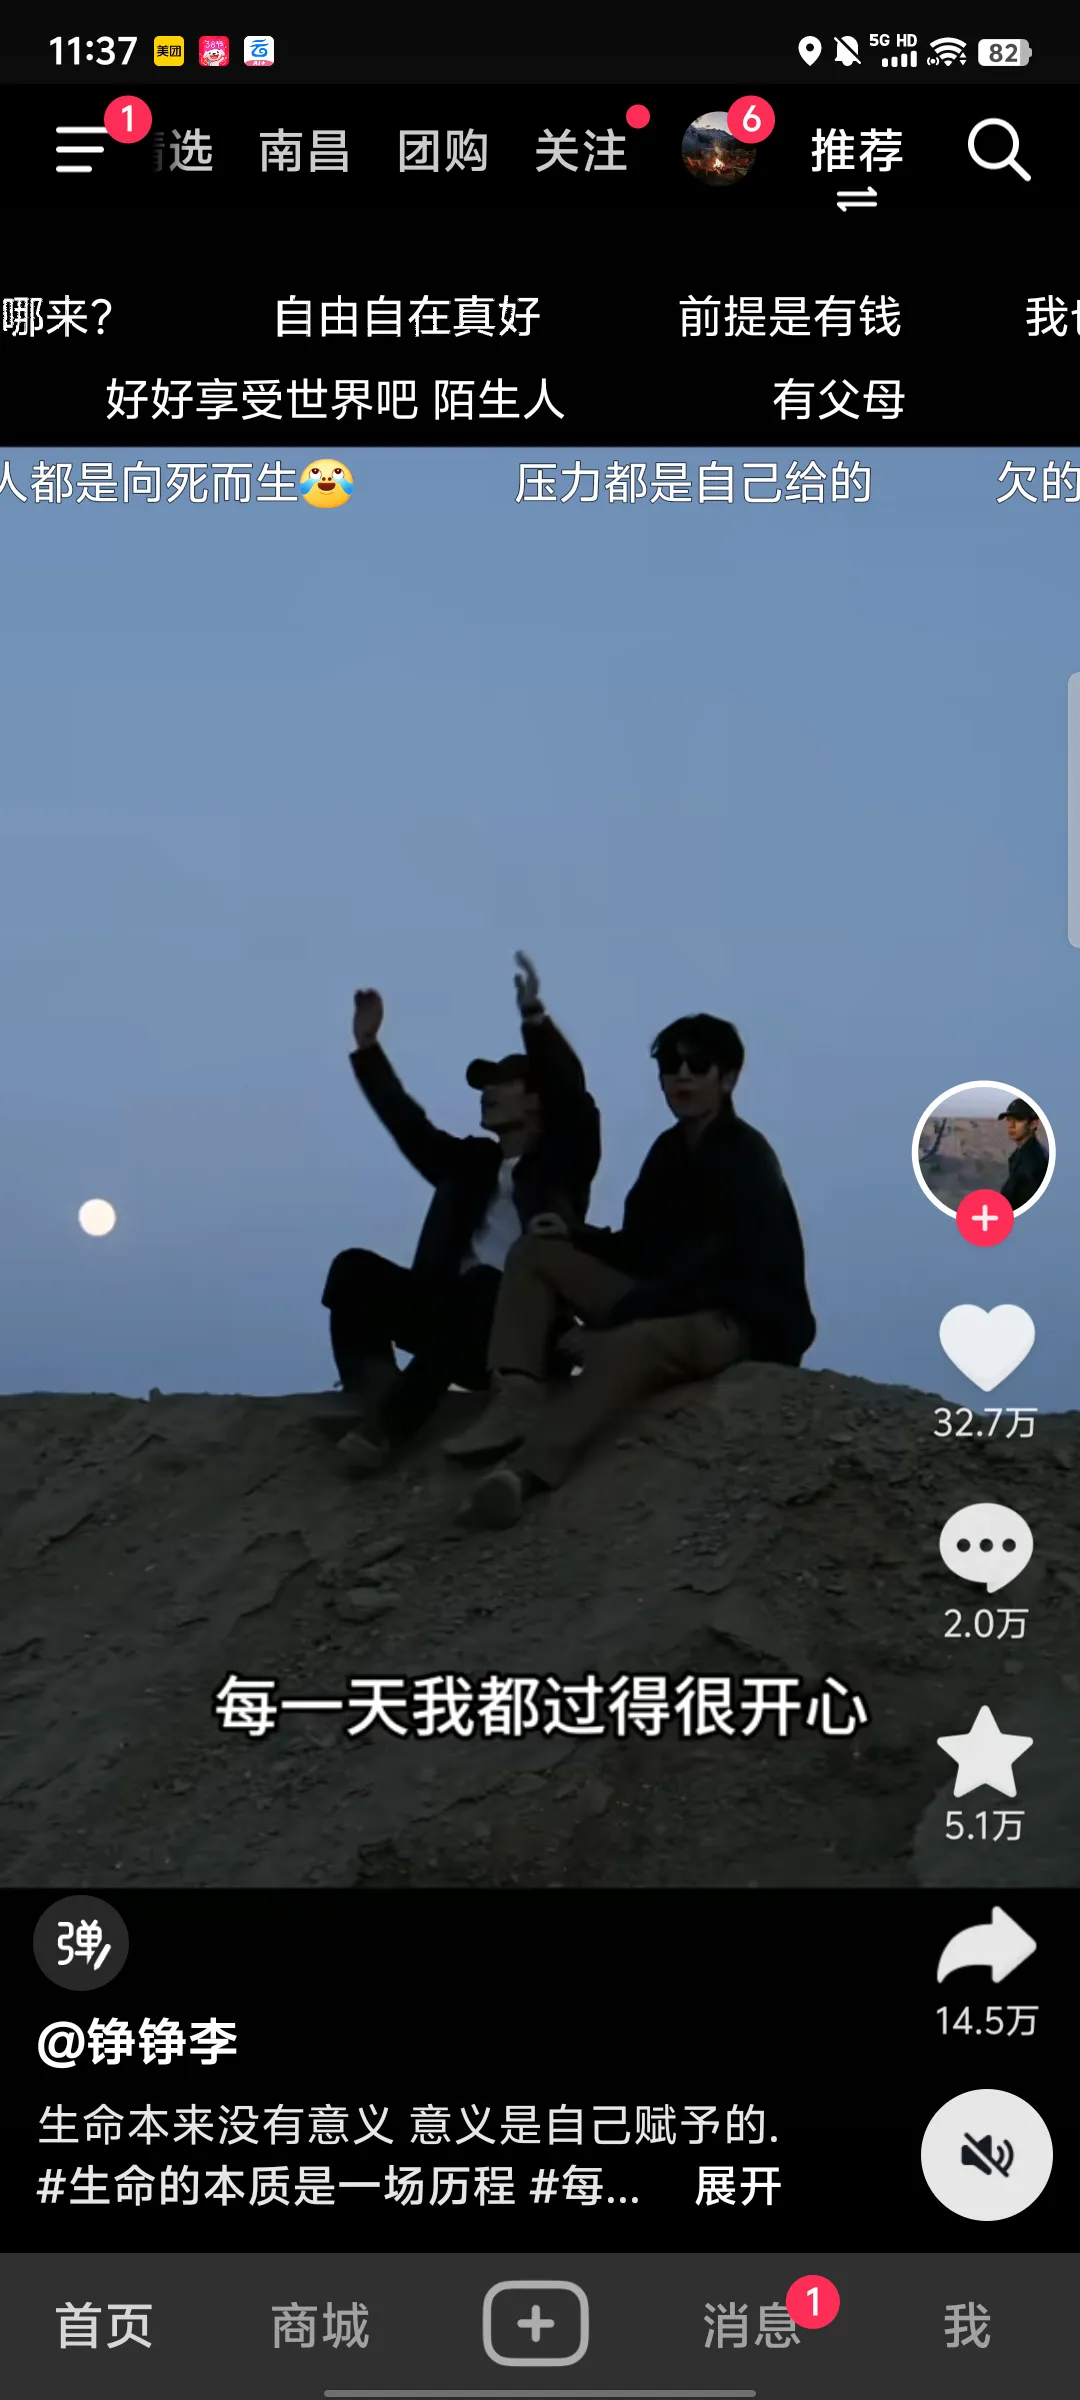 11:37 美团 5G HD 82
1
选 南昌 团购 关注 6 推荐
哪来? 自由自在真好 前提是有钱 我也
好好享受世界吧 陌生人 有父母
人都是向死而生 压力都是自己给的 欠的
32.7万
2.0万
每一天我都过得很开心
5.1万
弹
14.5万
@铮铮李
生命本来没有意义 意义是自己赋予的.
#生命的本质是一场历程 #每... 展开
首页 商城 消息 1 我